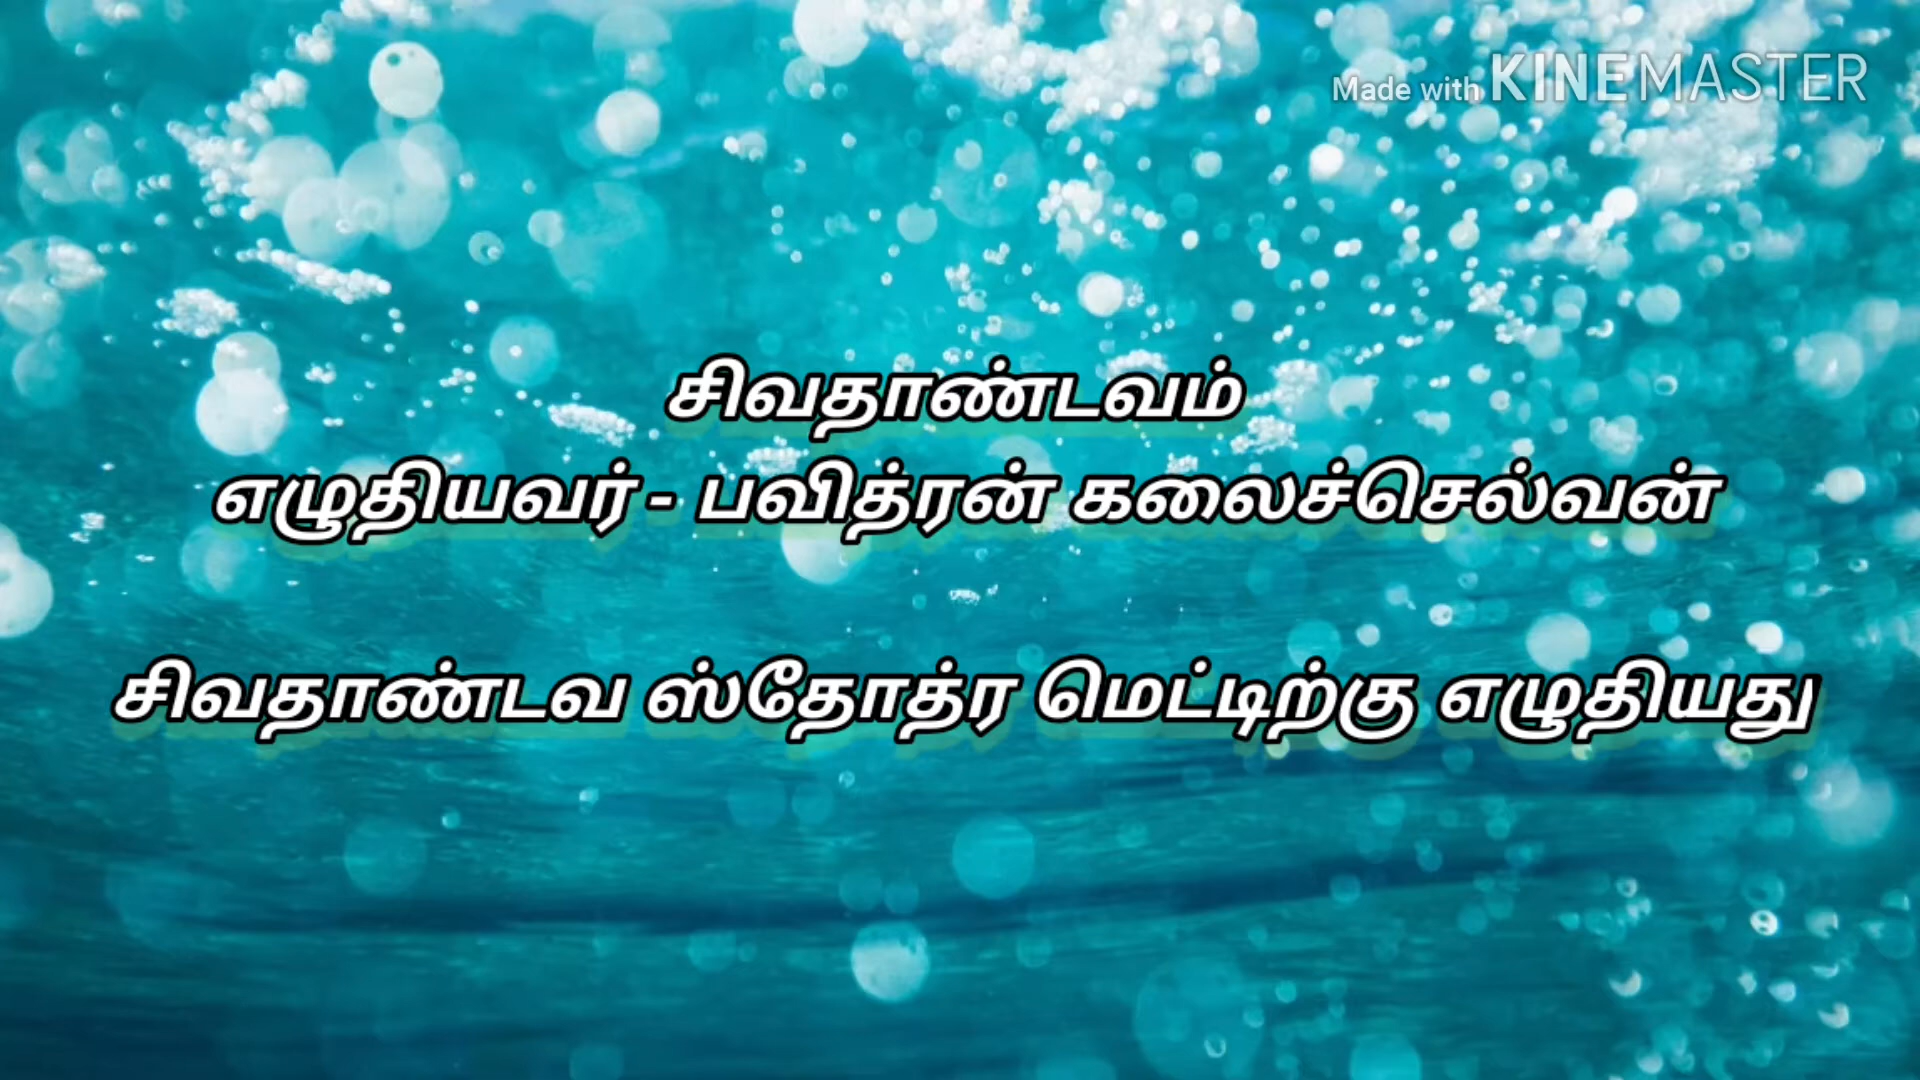 Made with KINEMASTER
சிவதாண்டவம்
எழுதியவர் - பவித்ரன் கலைச்செல்வன்
சிவதாண்டவ ஸ்தோத்ர மெட்டிற்கு எழுதியது